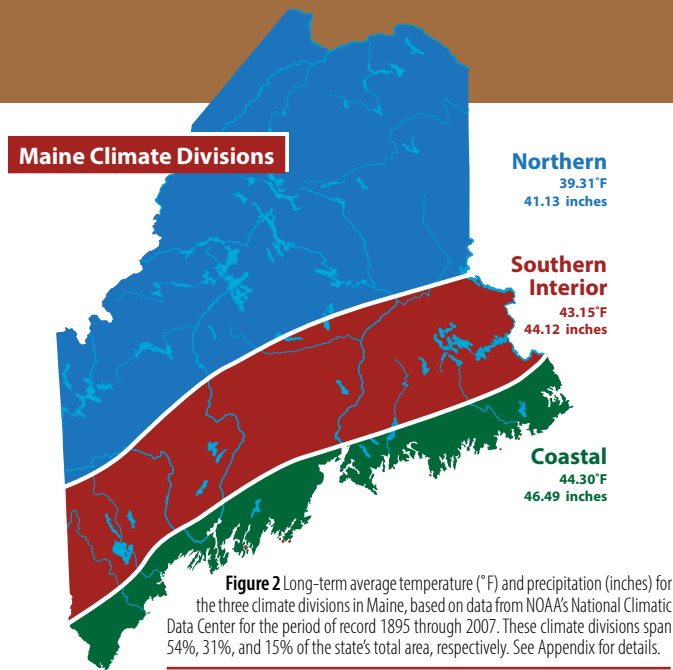 Maine Climate Divisions
Northern
39.31˚F
41.13 inches
Southern
Interior
43.15˚F
44.12 inches
Coastal
44.30˚F
46.49 inches
Figure 2 Long-term average temperature (˚F) and precipitation (inches) for
the three climate divisions in Maine, based on data from NOAA's National Climatic
Data Center for the period of record 1895 through 2007. These climate divisions span
54%, 31%, and 15% of the state's total area, respectively. See Appendix for details.